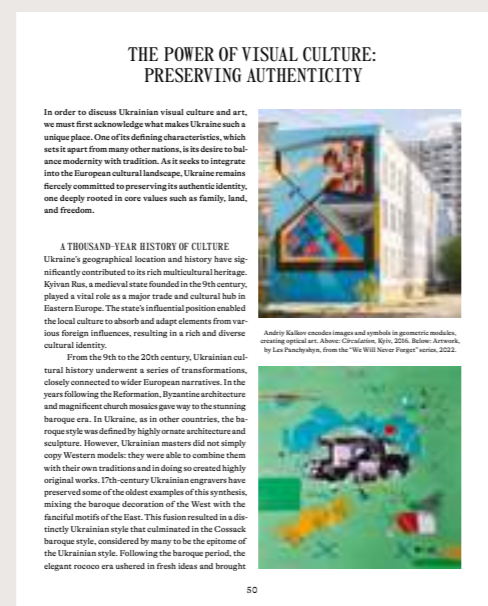 THE POWER OF VISUAL CULTURE:
PRESERVING AUTHENTICITY
In order to discuss Ukrainian visual culture and art,
we must first acknowledge what makes Ukraine such a
unique place. One of its defining characteristics, which
sets it apart from many other nations, is its desire to bal-
ance modernity with tradition. As it seeks to integrate
into the European cultural landscape, Ukraine remains
fiercely committed to preserving its authentic identity,
one deeply rooted in core values such as family, land,
and freedom.
A THOUSAND-YEAR HISTORY OF CULTURE
Ukraine's geographical location and history have sig-
nificantly contributed to its rich multicultural heritage.
Kyivan Rus, a medieval state founded in the 9th century,
played a vital role as a major trade and cultural hub in
Eastern Europe. The state's influential position enabled
the local culture to absorb and adapt elements from var-
ious foreign influences, resulting in a rich and diverse
cultural identity.
From the 9th to the 20th century, Ukrainian cul-
tural history underwent a series of transformations,
closely connected to wider European narratives. In the
years following the Reformation, Byzantine architecture
and magnificent church mosaics gave way to the stunning
baroque era. In Ukraine, as in other countries, the ba-
roque style was defined by highly ornate architecture and
sculpture. However, Ukrainian masters did not simply
copy Western models: they were able to combine them
with their own traditions and in doing so created highly
original works. 17th-century Ukrainian engravers have
preserved some of the oldest examples of this synthesis,
mixing the baroque decoration of the West with the
fanciful motifs of the East. This fusion resulted in a dis-
tinctly Ukrainian style that culminated in the Cossack
baroque style, considered by many to be the epitome of
the Ukrainian style. Following the baroque period, the
elegant rococo era ushered in fresh ideas and brought
Andriy Kalkov encodes images and symbols in geometric modules,
creating optical art. Above: Circulation, Kyiv, 2016. Below: Artwork,
by Les Panchyshyn, from the "We Will Never Forget" series, 2022.
50